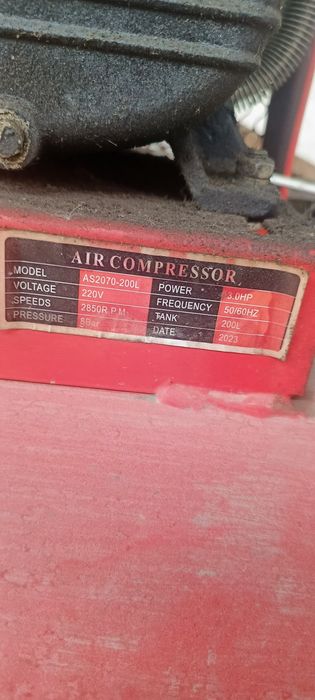 AIR COMPRESSOR
MODEL AS2070-200L POWER 3.0HP
VOLTAGE 220V FREQUENCY 50/60HZ
SPEEDS 2850R.P.M. TANK 200L
PRESSURE 8Bar DATE 2023